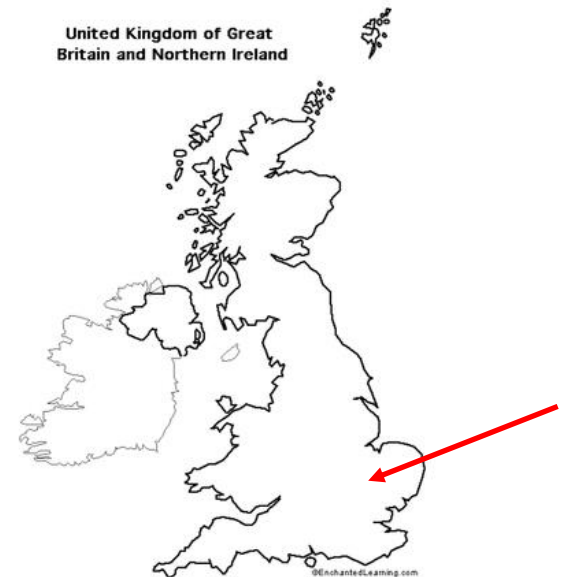 United Kingdom of Great
Britain and Northern Ireland
©EnchantedLearning.com